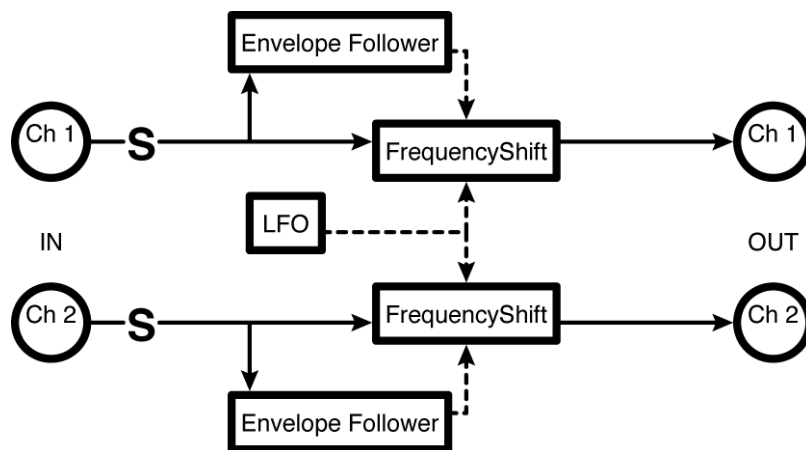 Envelope Follower
Ch 1
S
FrequencyShift
Ch 1
IN
LFO
OUT
Ch 2
S
FrequencyShift
Ch 2
Envelope Follower